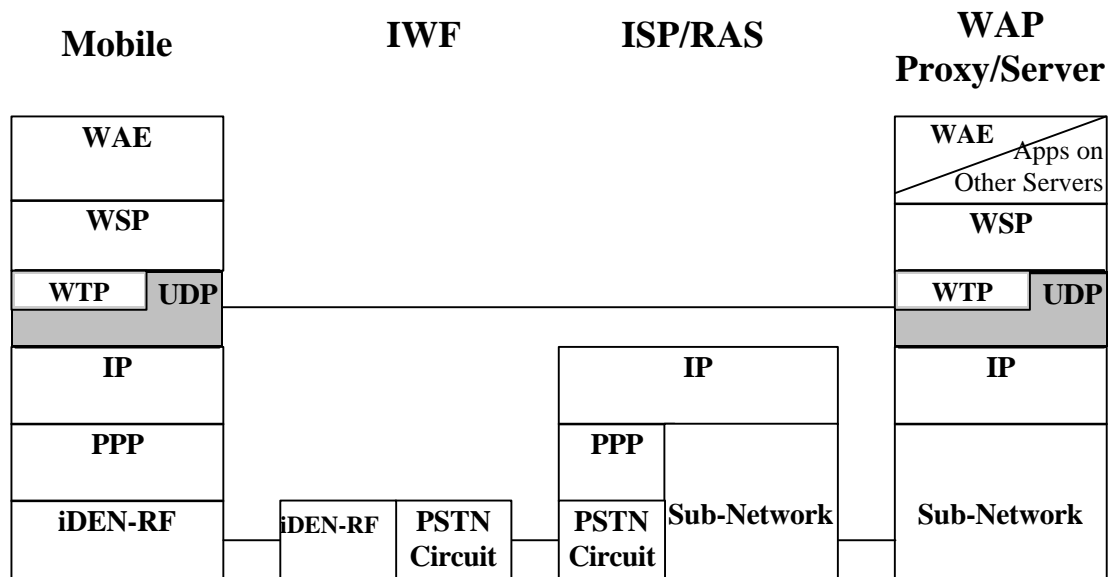 Mobile
IWF
ISP/RAS
WAP
Proxy/Server
WAE
WSP
WTP
UDP
IP
PPP
iDEN-RF
iDEN-RF
PSTN
Circuit
IP
PPP
PSTN
Circuit
Sub-Network
WAE
Apps on
Other Servers
WSP
WTP
UDP
IP
Sub-Network